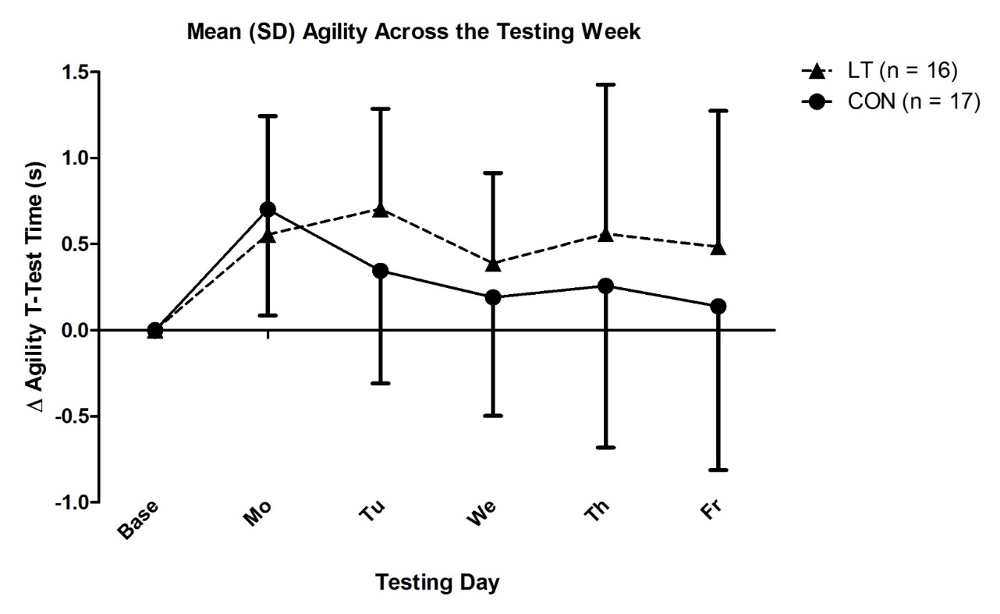 Mean (SD) Agility Across the Testing Week
LT (n = 16)
CON (n = 17)
Δ Agility T-Test Time (s)
1.5
1.0
0.5
0.0
-0.5
-1.0
Base
Mo
Tu
We
Th
Fr
Testing Day